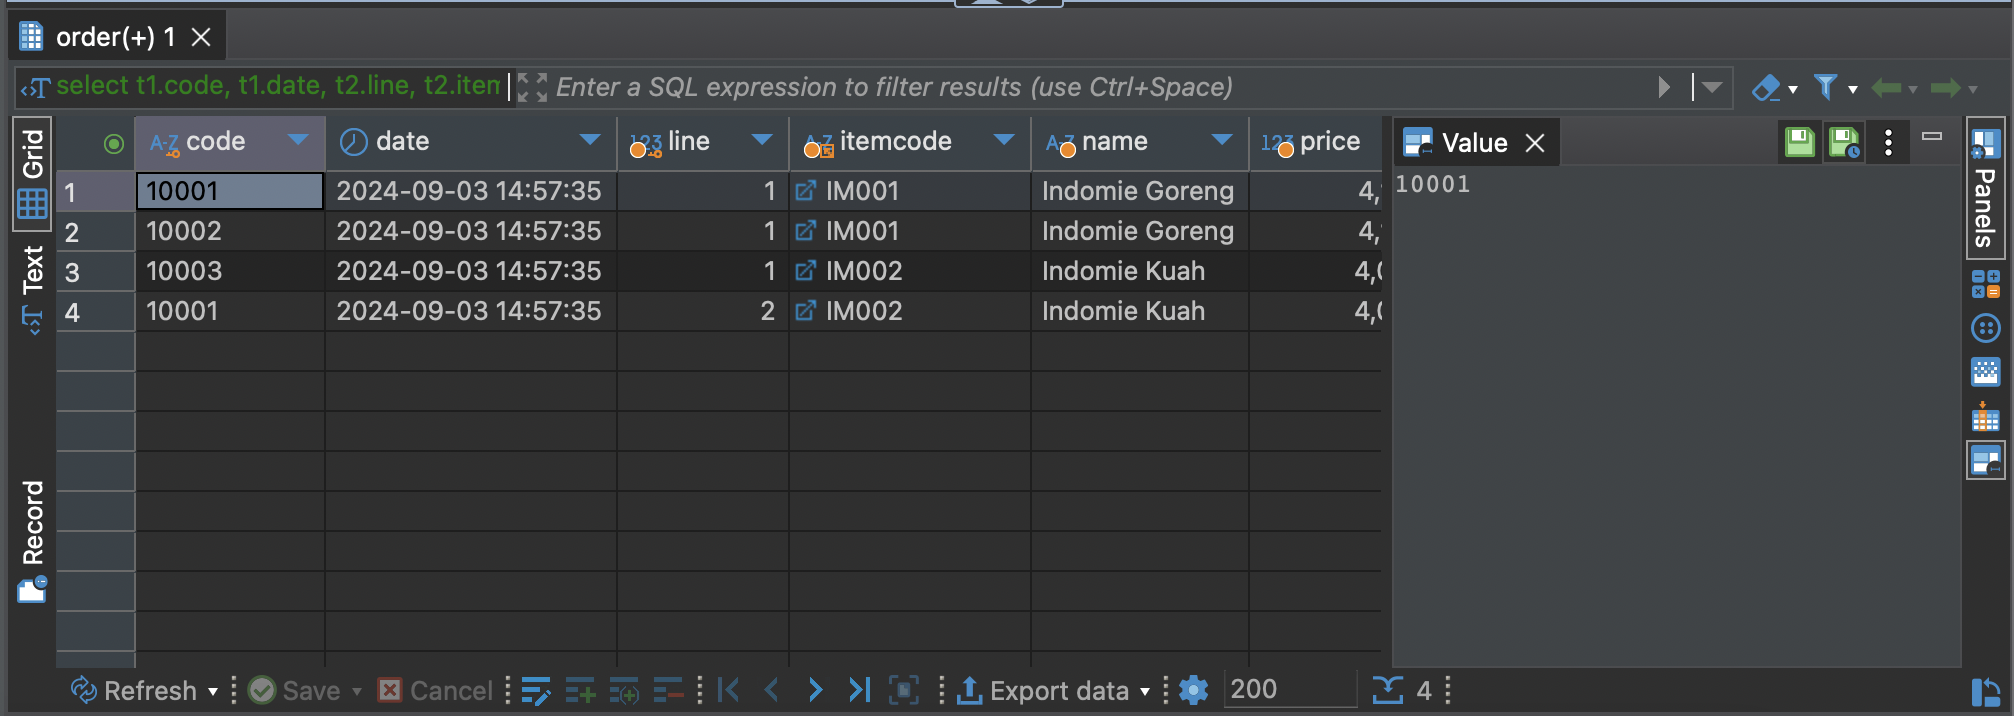 order(+) 1
select t1.code, t1.date, t2.line, t2.item
Enter a SQL expression to filter results (use Ctrl+Space)
Grid
Text
Record
code date line itemcode name price
1 10001 2024-09-03 14:57:35 1 IM001 Indomie Goreng 4,
2 10002 2024-09-03 14:57:35 1 IM001 Indomie Goreng 4,
3 10003 2024-09-03 14:57:35 1 IM002 Indomie Kuah 4,0
4 10001 2024-09-03 14:57:35 2 IM002 Indomie Kuah 4,0
Value
10001
Panels
Refresh Save Cancel Export data 200 4